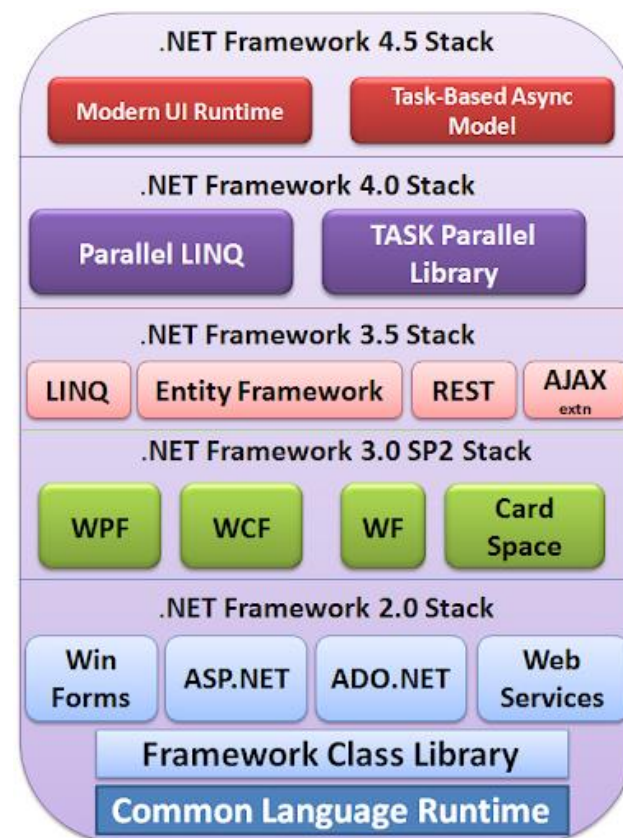 .NET Framework 4.5 Stack
Modern UI Runtime
Task-Based Async
Model
.NET Framework 4.0 Stack
Parallel LINQ
TASK Parallel
Library
.NET Framework 3.5 Stack
LINQ
Entity Framework
REST
AJAX
extn
.NET Framework 3.0 SP2 Stack
WPF
WCF
WF
Card
Space
.NET Framework 2.0 Stack
Win
Forms
ASP.NET
ADO.NET
Web
Services
Framework Class Library
Common Language Runtime